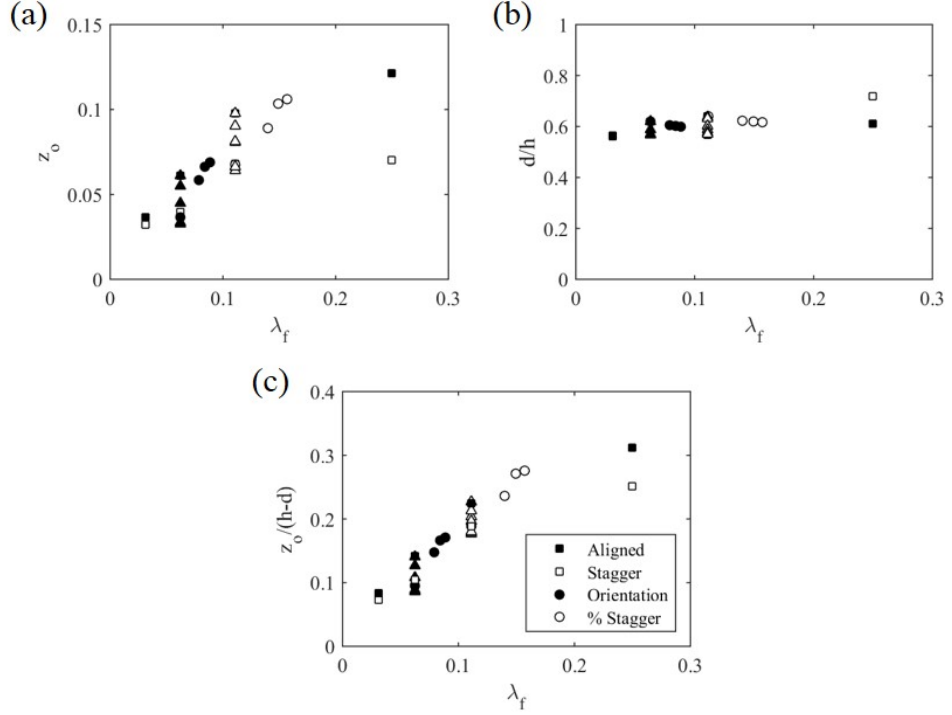 (a)
0.15
0.1
0.05
0
z_o
0 0.1 0.2 0.3
λ_f
(b)
1
0.8
0.6
0.4
0.2
0
d/h
0 0.1 0.2 0.3
λ_f
(c)
0.4
0.3
0.2
0.1
0
z_o/(h-d)
0 0.1 0.2 0.3
λ_f
Aligned
Stagger
Orientation
% Stagger